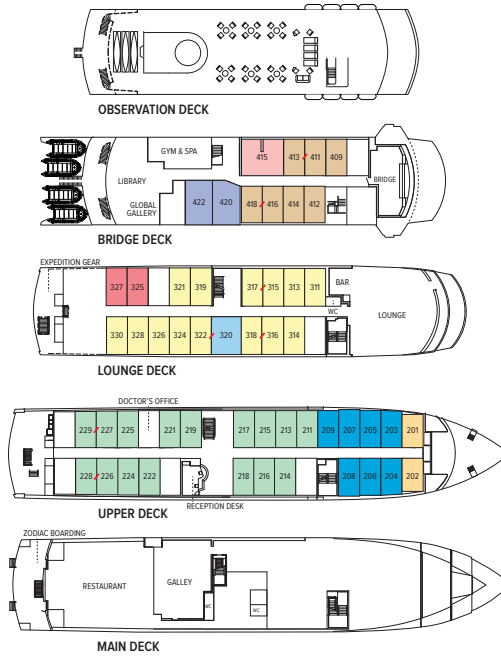 OBSERVATION DECK
GYM & SPA
415
413
411
409
LIBRARY
BRIDGE
GLOBAL
GALLERY
422
420
418
416
414
412
BRIDGE DECK
EXPEDITION GEAR
327
325
321
319
317
315
313
311
BAR
WC
LOUNGE
330
328
326
324
322
320
318
316
314
LOUNGE DECK
DOCTOR'S OFFICE
229
227
225
221
219
217
215
213
211
209
207
205
203
201
228
226
224
222
218
216
214
208
206
204
202
RECEPTION DESK
UPPER DECK
ZODIAC BOARDING
RESTAURANT
GALLEY
WC
WC
MAIN DECK